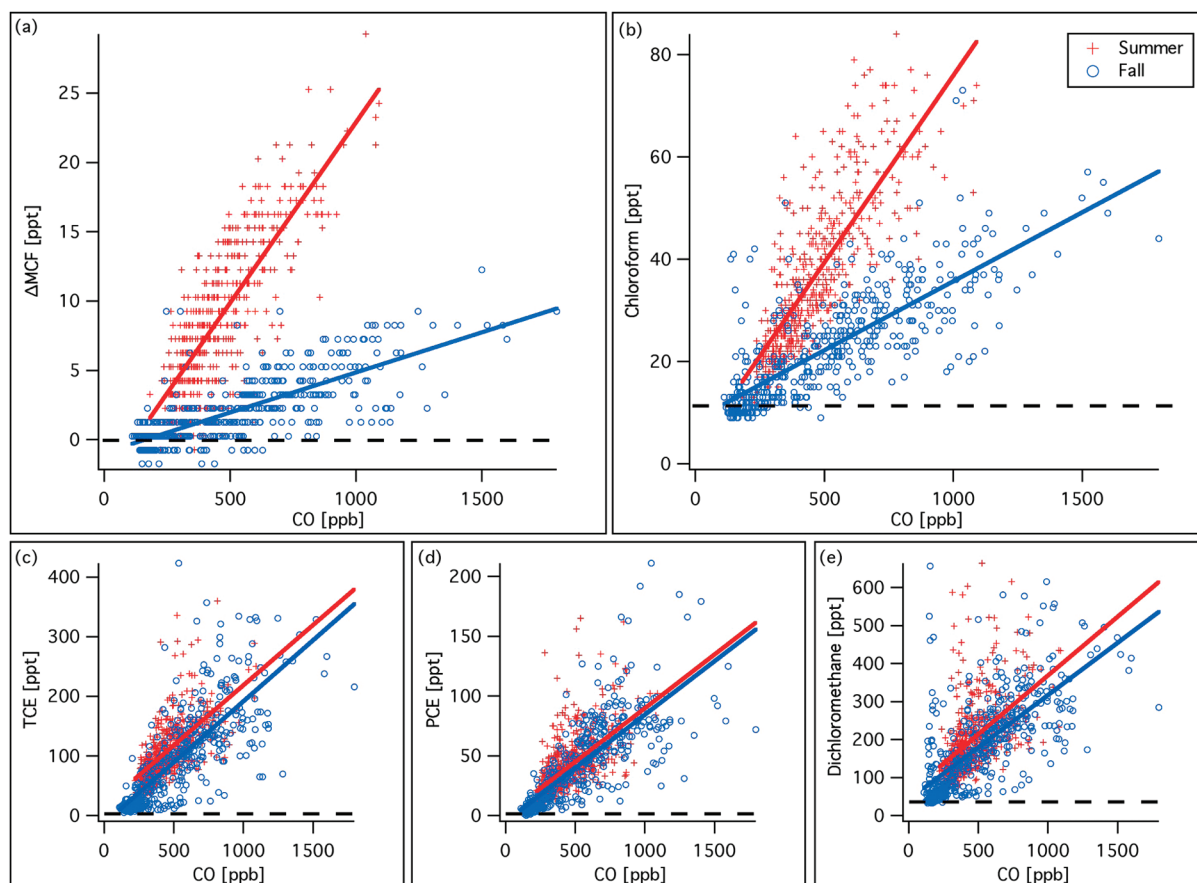 (a)
ΔMCF [ppt]
25
20
15
10
5
0
0 500 1000 1500
CO [ppb]
(b)
Summer
Fall
Chloroform [ppt]
80
60
40
20
0
0 500 1000 1500
CO [ppb]
(c)
TCE [ppt]
400
300
200
100
0
0 500 1000 1500
CO [ppb]
(d)
PCE [ppt]
200
150
100
50
0
0 500 1000 1500
CO [ppb]
(e)
Dichloromethane [ppt]
600
500
400
300
200
100
0
0 500 1000 1500
CO [ppb]